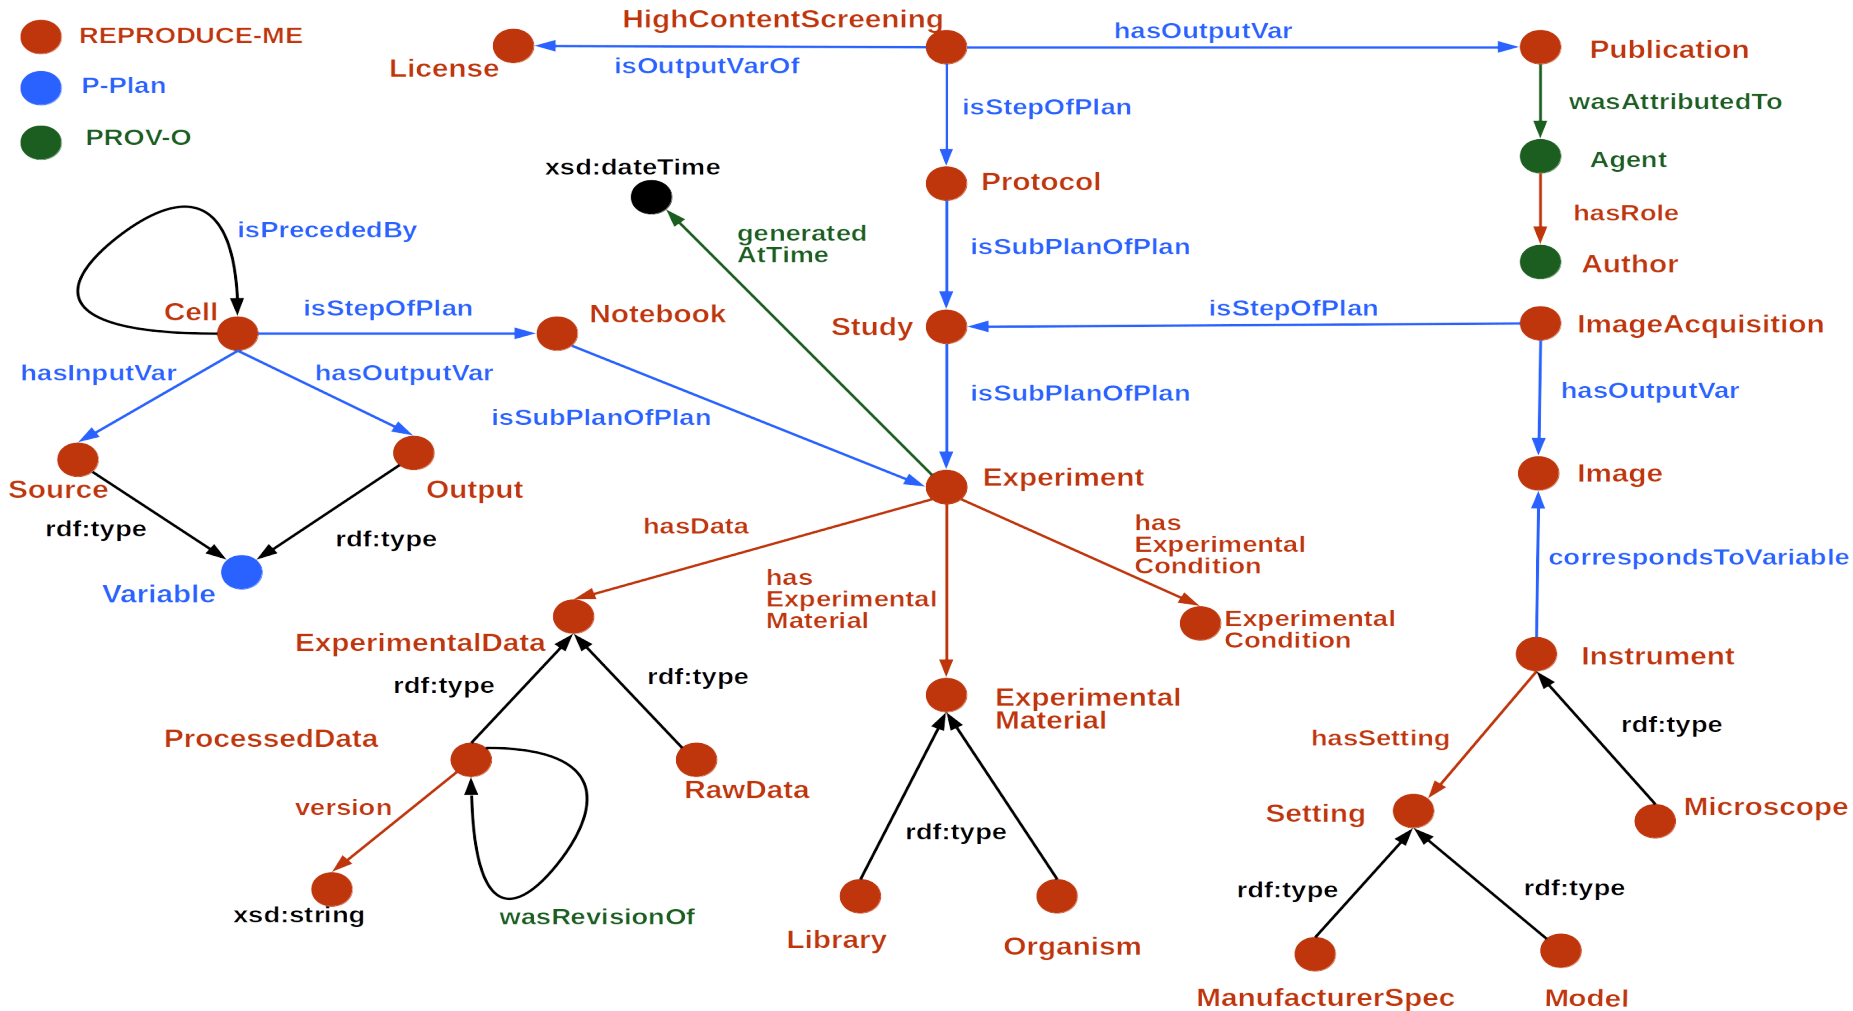 REPRODUCE-ME
P-Plan
PROV-O
HighContentScreening
License
isOutputVarOf
hasOutputVar
Publication
wasAttributedTo
Agent
hasRole
Author
isStepOfPlan
Protocol
isSubPlanOfPlan
xsd:dateTime
generated
AtTime
isPrecededBy
Cell
isStepOfPlan
Notebook
Study
isStepOfPlan
ImageAcquisition
hasInputVar
hasOutputVar
isSubPlanOfPlan
isSubPlanOfPlan
hasOutputVar
Source
Output
rdf:type
rdf:type
Variable
Experiment
Image
hasData
has
Experimental
Material
has
Experimental
Condition
Experimental
Condition
correspondsToVariable
ExperimentalData
rdf:type
rdf:type
Experimental
Material
Instrument
ProcessedData
RawData
version
xsd:string
wasRevisionOf
rdf:type
Library
Organism
hasSetting
rdf:type
Setting
Microscope
rdf:type
rdf:type
ManufacturerSpec
Model